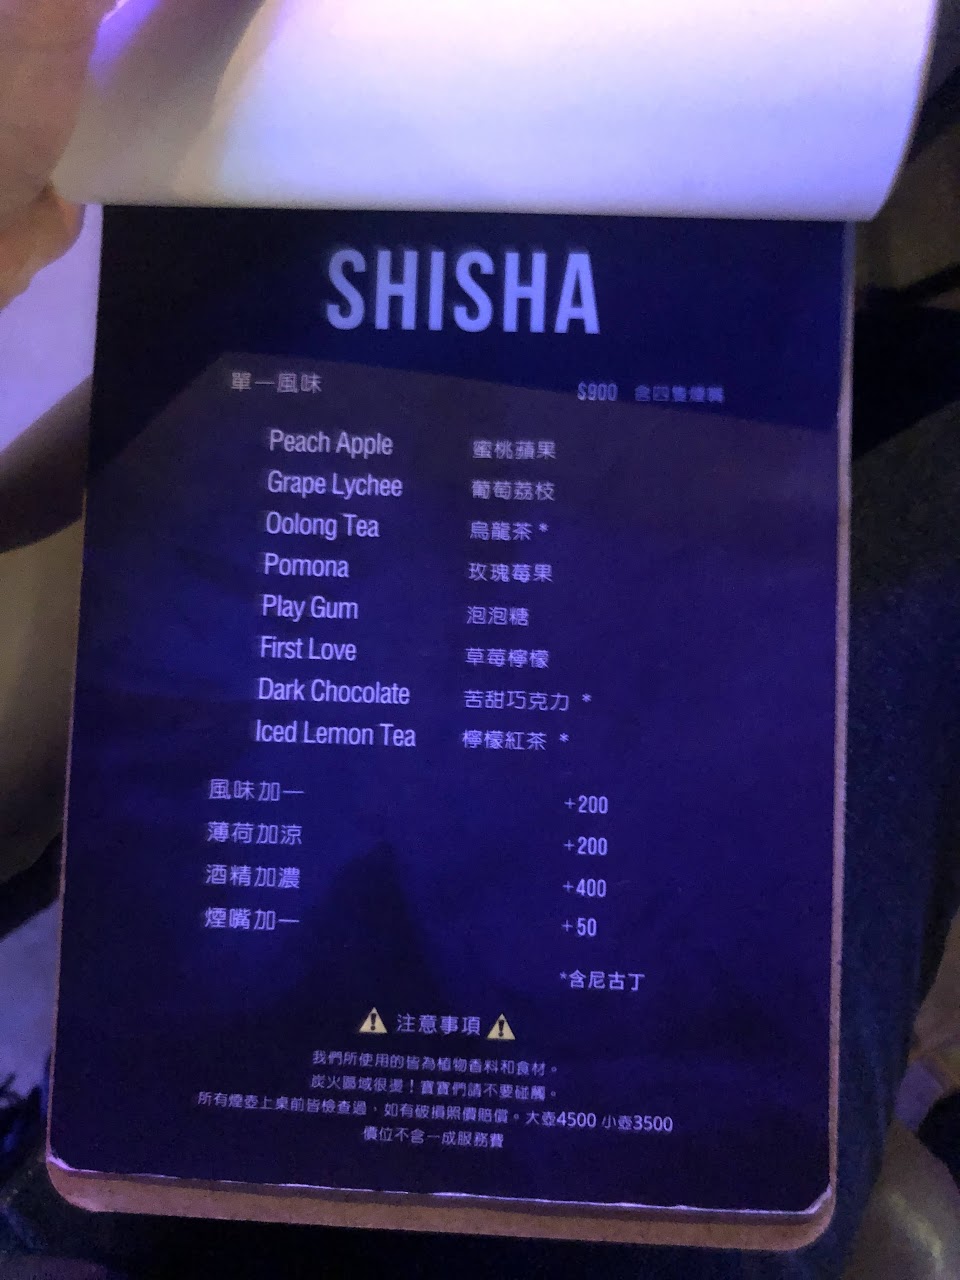 SHISHA
單一風味 $900 含四隻煙嘴
Peach Apple 蜜桃蘋果
Grape Lychee 葡萄荔枝
Oolong Tea 烏龍茶 *
Pomona 玫瑰莓果
Play Gum 泡泡糖
First Love 草莓檸檬
Dark Chocolate 苦甜巧克力 *
Iced Lemon Tea 檸檬紅茶 *
風味加一 +200
薄荷加涼 +200
酒精加濃 +400
煙嘴加一 +50
*含尼古丁
⚠ 注意事項 ⚠
我們所使用的皆為植物香料和食材。
炭火區域很燙！寶寶們請不要碰觸。
所有煙壺上桌前皆檢查過，如有破損照價賠償。大壺4500 小壺3500
價位不含一成服務費